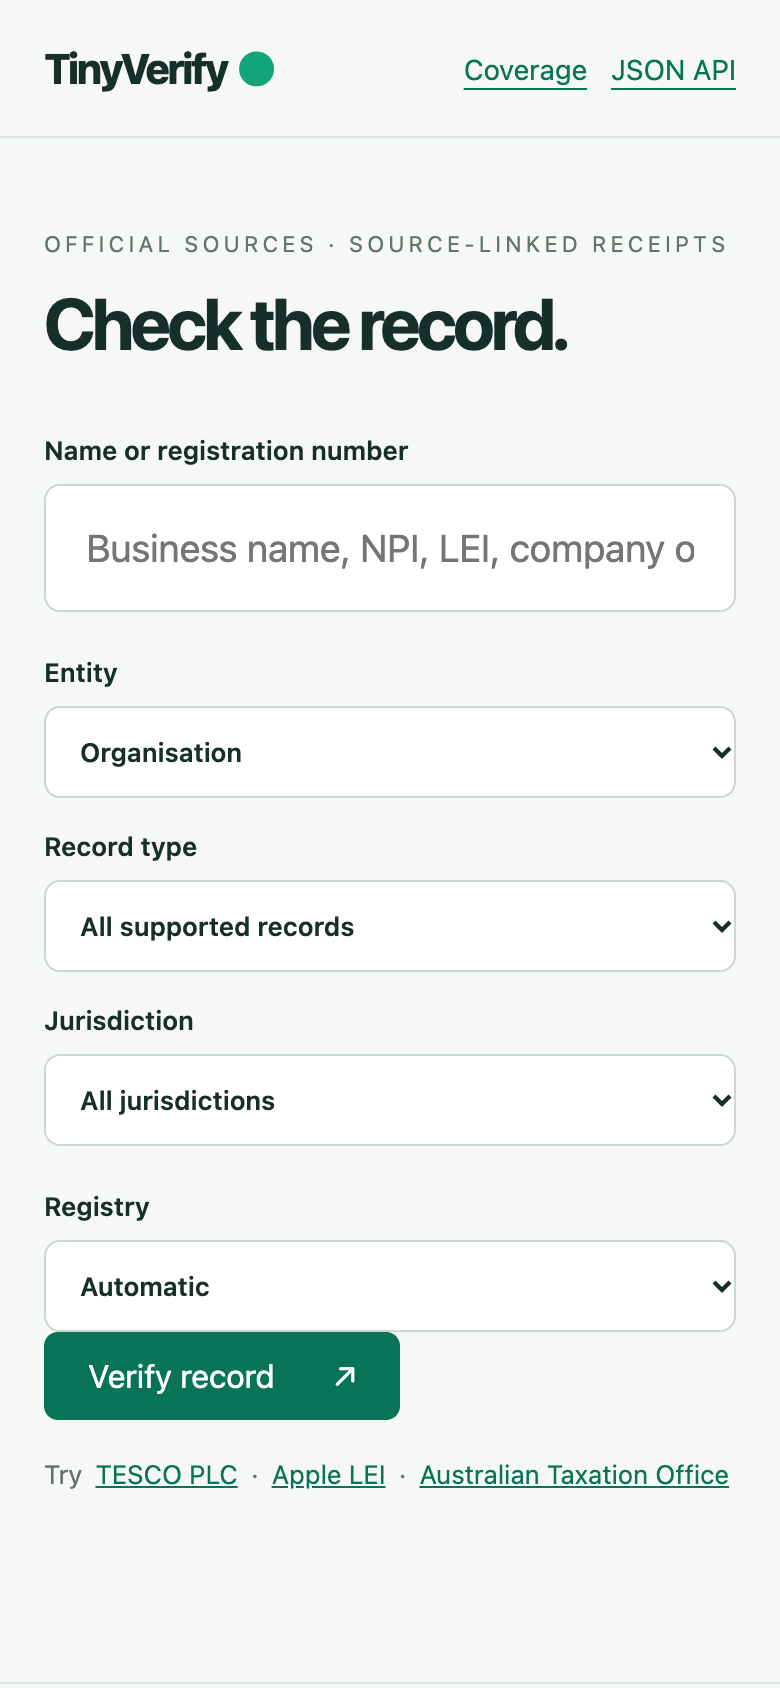 TinyVerify
Coverage JSON API
OFFICIAL SOURCES · SOURCE-LINKED RECEIPTS
Check the record.
Name or registration number
Business name, NPI, LEI, company o
Entity
Organisation
Record type
All supported records
Jurisdiction
All jurisdictions
Registry
Automatic
Verify record ↗
Try TESCO PLC · Apple LEI · Australian Taxation Office